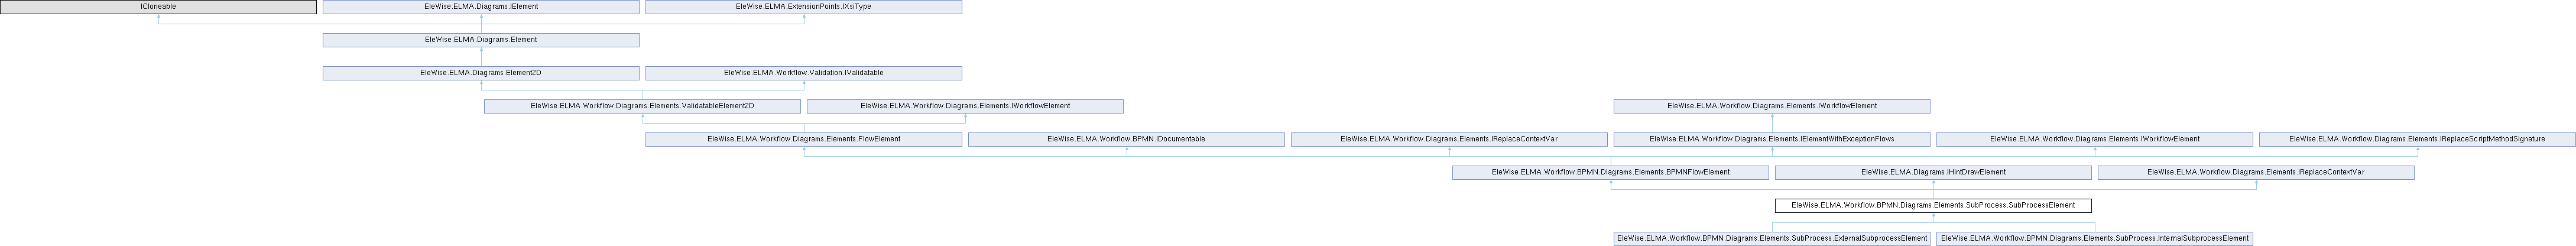 ICloneable
EleWise.ELMA.Diagrams.IElement
EleWise.ELMA.ExtensionPoints.IXsiType
EleWise.ELMA.Diagrams.Element
EleWise.ELMA.Diagrams.Element2D
EleWise.ELMA.Workflow.Validation.IValidatable
EleWise.ELMA.Workflow.Diagrams.Elements.ValidatableElement2D
EleWise.ELMA.Workflow.Diagrams.Elements.IWorkflowElement
EleWise.ELMA.Workflow.Diagrams.Elements.IWorkflowElement
EleWise.ELMA.Workflow.Diagrams.Elements.FlowElement
EleWise.ELMA.Workflow.BPMN.IDocumentable
EleWise.ELMA.Workflow.Diagrams.Elements.IReplaceContextVar
EleWise.ELMA.Workflow.Diagrams.Elements.IElementWithExceptionFlows
EleWise.ELMA.Workflow.Diagrams.Elements.IWorkflowElement
EleWise.ELMA.Workflow.Diagrams.Elements.IReplaceScriptMethodSignature
EleWise.ELMA.Workflow.BPMN.Diagrams.Elements.BPMNFlowElement
EleWise.ELMA.Diagrams.IHintDrawElement
EleWise.ELMA.Workflow.Diagrams.Elements.IReplaceContextVar
EleWise.ELMA.Workflow.BPMN.Diagrams.Elements.SubProcess.SubProcessElement
EleWise.ELMA.Workflow.BPMN.Diagrams.Elements.SubProcess.ExternalSubprocessElement
EleWise.ELMA.Workflow.BPMN.Diagrams.Elements.SubProcess.InternalSubprocessElement